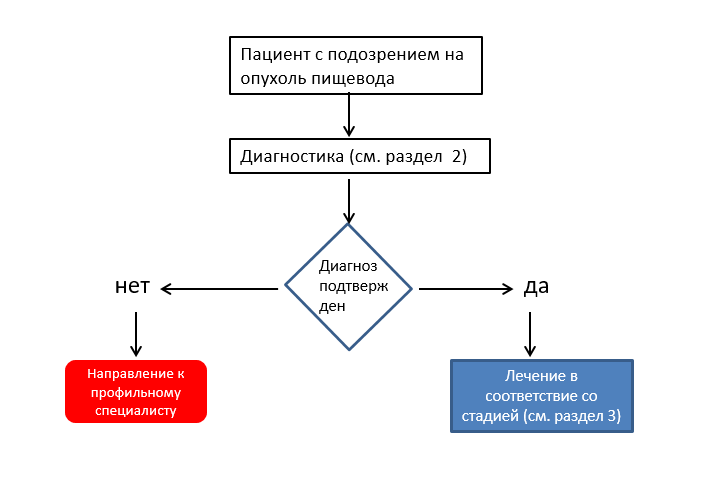 Пациент с подозрением на
опухоль пищевода
Диагностика (см. раздел 2)
Диагноз
подтверж
ден
нет
да
Направление к
профильному
специалисту
Лечение в
соответствие со
стадией (см. раздел 3)